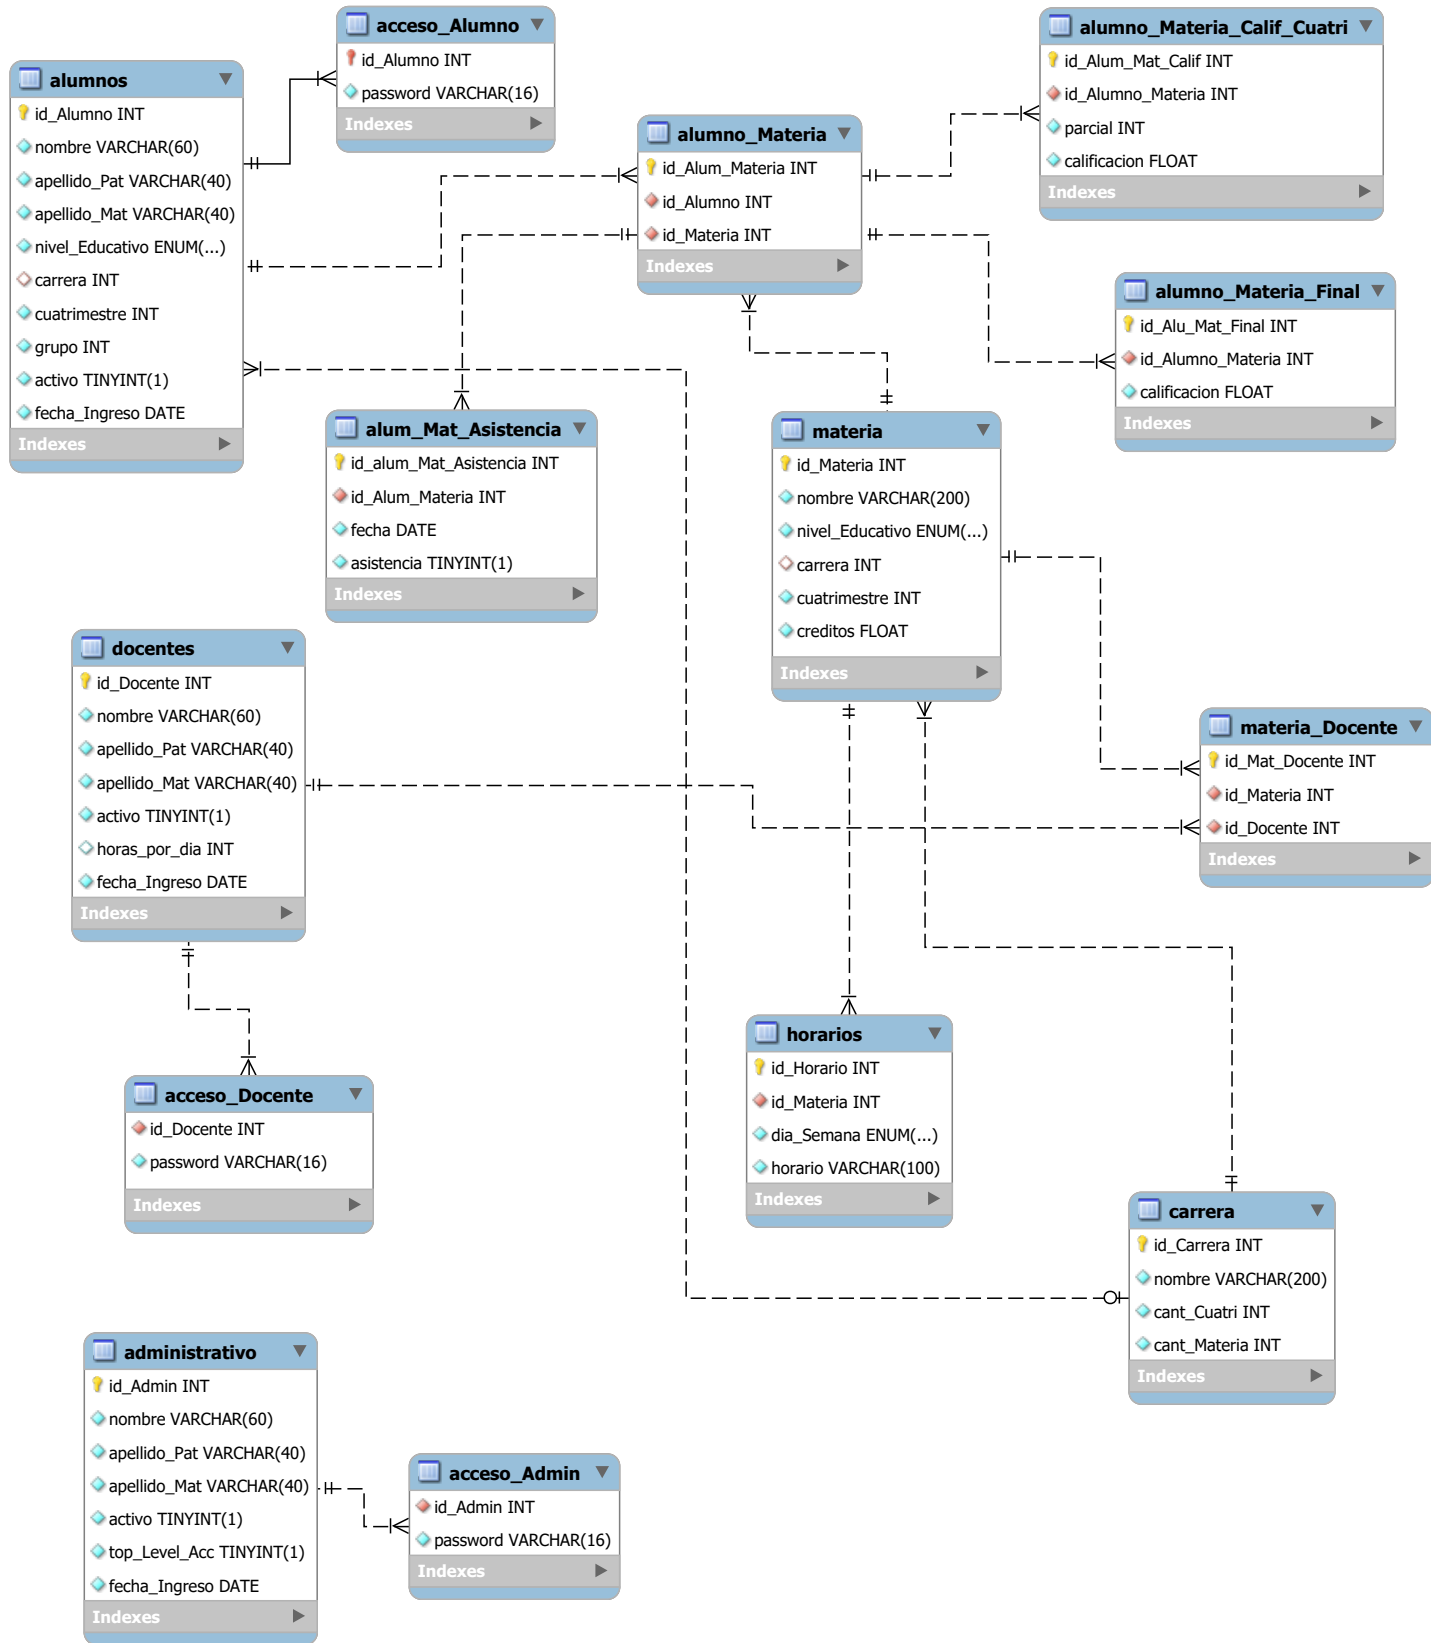 acceso_Alumno
id_Alumno INT
password VARCHAR(16)
Indexes
alumno_Materia_Calif_Cuatri
id_Alum_Mat_Calif INT
id_Alumno_Materia INT
parcial INT
calificacion FLOAT
Indexes
alumnos
id_Alumno INT
nombre VARCHAR(60)
apellido_Pat VARCHAR(40)
apellido_Mat VARCHAR(40)
nivel_Educativo ENUM(...)
carrera INT
cuatrimestre INT
grupo INT
activo TINYINT(1)
fecha_Ingreso DATE
Indexes
alumno_Materia
id_Alum_Materia INT
id_Alumno INT
id_Materia INT
Indexes
alumno_Materia_Final
id_Alu_Mat_Final INT
id_Alumno_Materia INT
calificacion FLOAT
Indexes
alum_Mat_Asistencia
id_alum_Mat_Asistencia INT
id_Alum_Materia INT
fecha DATE
asistencia TINYINT(1)
Indexes
materia
id_Materia INT
nombre VARCHAR(200)
nivel_Educativo ENUM(...)
carrera INT
cuatrimestre INT
creditos FLOAT
Indexes
docentes
id_Docente INT
nombre VARCHAR(60)
apellido_Pat VARCHAR(40)
apellido_Mat VARCHAR(40)
activo TINYINT(1)
horas_por_dia INT
fecha_Ingreso DATE
Indexes
materia_Docente
id_Mat_Docente INT
id_Materia INT
id_Docente INT
Indexes
acceso_Docente
id_Docente INT
password VARCHAR(16)
Indexes
horarios
id_Horario INT
id_Materia INT
dia_Semana ENUM(...)
horario VARCHAR(100)
Indexes
carrera
id_Carrera INT
nombre VARCHAR(200)
cant_Cuatri INT
cant_Materia INT
Indexes
administrativo
id_Admin INT
nombre VARCHAR(60)
apellido_Pat VARCHAR(40)
apellido_Mat VARCHAR(40)
activo TINYINT(1)
top_Level_Acc TINYINT(1)
fecha_Ingreso DATE
Indexes
acceso_Admin
id_Admin INT
password VARCHAR(16)
Indexes